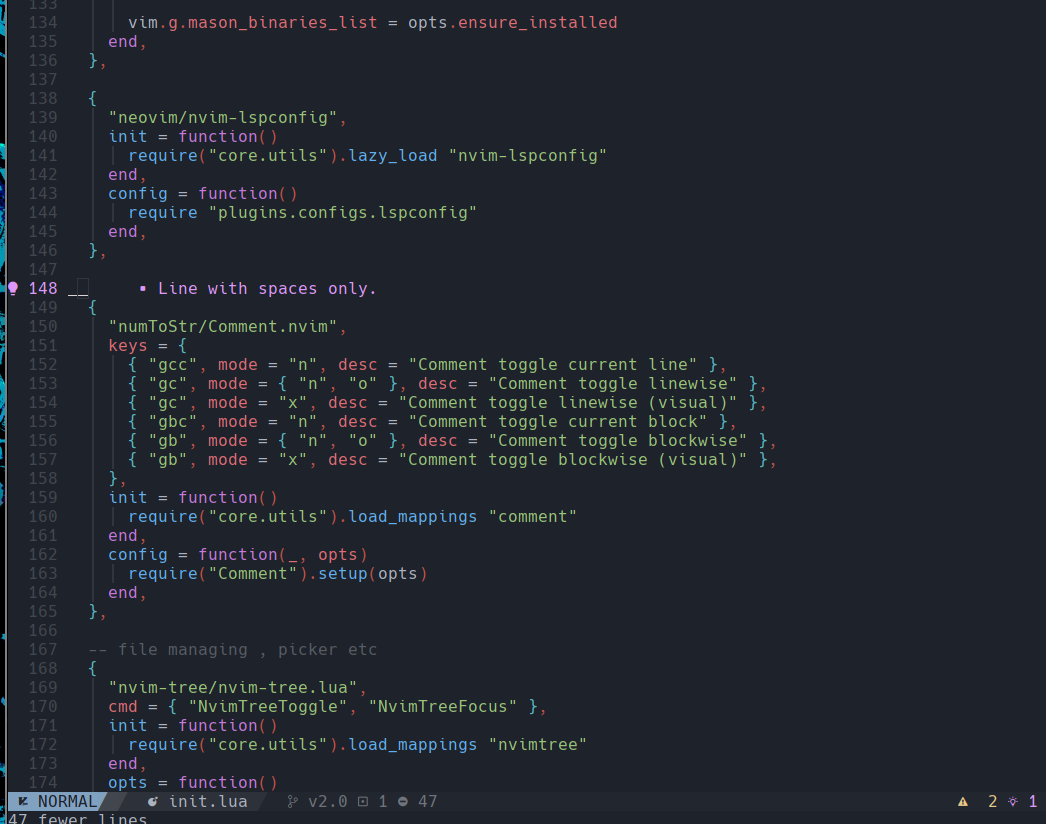 133
134 vim.g.mason_binaries_list = opts.ensure_installed
135 end,
136 },
137
138 {
139 "neovim/nvim-lspconfig",
140 init = function()
141 require("core.utils").lazy_load "nvim-lspconfig"
142 end,
143 config = function()
144 require "plugins.configs.lspconfig"
145 end,
146 },
147
148 ▪ Line with spaces only.
149 {
150 "numToStr/Comment.nvim",
151 keys = {
152 { "gcc", mode = "n", desc = "Comment toggle current line" },
153 { "gc", mode = { "n", "o" }, desc = "Comment toggle linewise" },
154 { "gc", mode = "x", desc = "Comment toggle linewise (visual)" },
155 { "gbc", mode = "n", desc = "Comment toggle current block" },
156 { "gb", mode = { "n", "o" }, desc = "Comment toggle blockwise" },
157 { "gb", mode = "x", desc = "Comment toggle blockwise (visual)" },
158 },
159 init = function()
160 require("core.utils").load_mappings "comment"
161 end,
162 config = function(_, opts)
163 require("Comment").setup(opts)
164 end,
165 },
166
167 -- file managing , picker etc
168 {
169 "nvim-tree/nvim-tree.lua",
170 cmd = { "NvimTreeToggle", "NvimTreeFocus" },
171 init = function()
172 require("core.utils").load_mappings "nvimtree"
173 end,
174 opts = function()
NORMAL init.lua v2.0 1 47 2 1
47 fewer lines